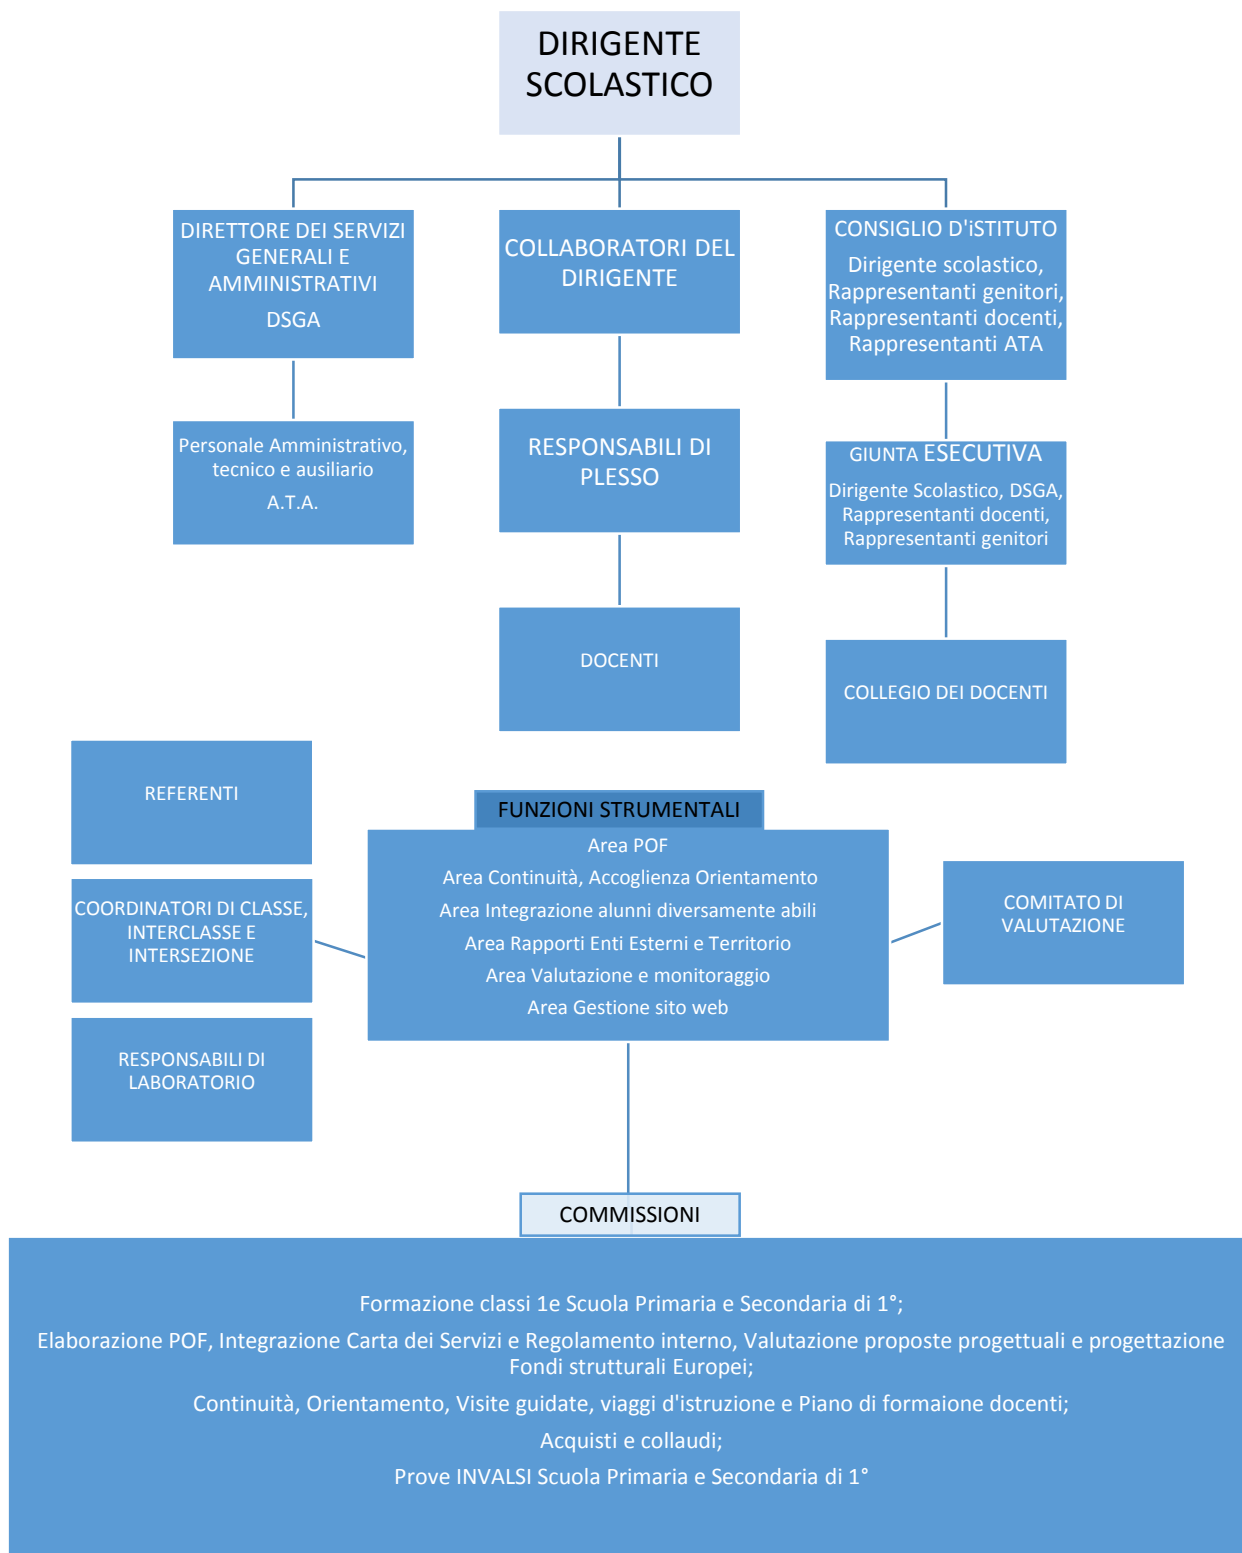 DIRIGENTE
SCOLASTICO
DIRETTORE DEI SERVIZI
GENERALI E
AMMINISTRATIVI
DSGA
COLLABORATORI DEL
DIRIGENTE
CONSIGLIO D'iSTITUTO
Dirigente scolastico,
Rappresentanti genitori,
Rappresentanti docenti,
Rappresentanti ATA
Personale Amministrativo,
tecnico e ausiliario
A.T.A.
RESPONSABILI DI
PLESSO
GIUNTA ESECUTIVA
Dirigente Scolastico, DSGA,
Rappresentanti docenti,
Rappresentanti genitori
DOCENTI
COLLEGIO DEI DOCENTI
REFERENTI
COORDINATORI DI CLASSE,
INTERCLASSE E
INTERSEZIONE
RESPONSABILI DI
LABORATORIO
FUNZIONI STRUMENTALI
Area POF
Area Continuità, Accoglienza Orientamento
Area Integrazione alunni diversamente abili
Area Rapporti Enti Esterni e Territorio
Area Valutazione e monitoraggio
Area Gestione sito web
COMITATO DI
VALUTAZIONE
COMMISSIONI
Formazione classi 1e Scuola Primaria e Secondaria di 1°;
Elaborazione POF, Integrazione Carta dei Servizi e Regolamento interno, Valutazione proposte progettuali e progettazione
Fondi strutturali Europei;
Continuità, Orientamento, Visite guidate, viaggi d'istruzione e Piano di formaione docenti;
Acquisti e collaudi;
Prove INVALSI Scuola Primaria e Secondaria di 1°